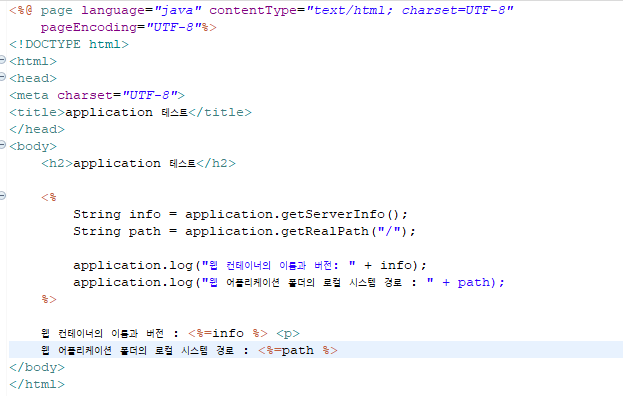 <%@ page language="java" contentType="text/html; charset=UTF-8"
    pageEncoding="UTF-8"%>
<!DOCTYPE html>
<html>
<head>
<meta charset="UTF-8">
<title>application 테스트</title>
</head>
<body>
    <h2>application 테스트</h2>
    <%
        String info = application.getServerInfo();
        String path = application.getRealPath("/");
        application.log("웹 컨테이너의 이름과 버전: " + info);
        application.log("웹 어플리케이션 폴더의 로컬 시스템 경로 : " + path);
    %>
    웹 컨테이너의 이름과 버전 : <%=info %> <p>
    웹 어플리케이션 폴더의 로컬 시스템 경로 : <%=path %>
</body>
</html>